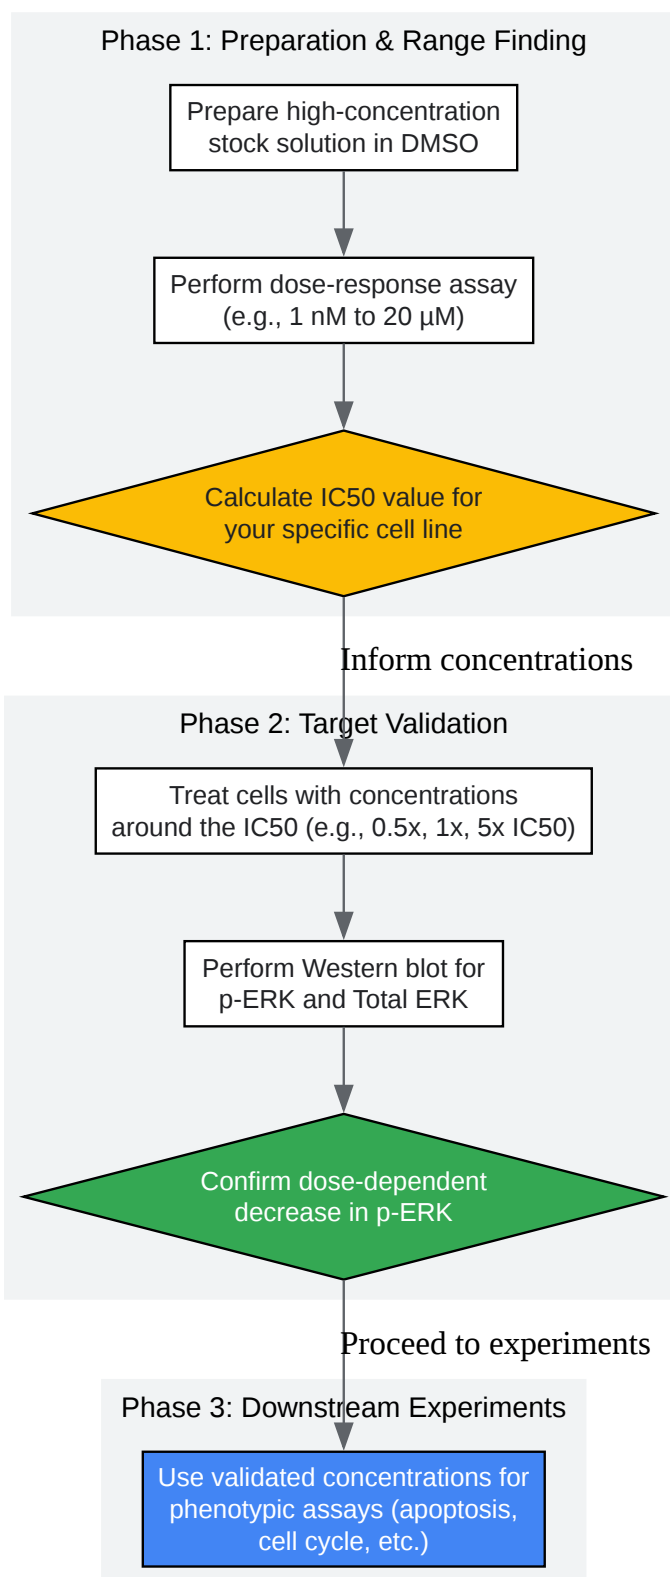 Phase 1: Preparation & Range Finding
Prepare high-concentration
stock solution in DMSO
Perform dose-response assay
(e.g., 1 nM to 20 µM)
Calculate IC50 value for
your specific cell line
Inform concentrations
Phase 2: Target Validation
Treat cells with concentrations
around the IC50 (e.g., 0.5x, 1x, 5x IC50)
Perform Western blot for
p-ERK and Total ERK
Confirm dose-dependent
decrease in p-ERK
Proceed to experiments
Phase 3: Downstream Experiments
Use validated concentrations for
phenotypic assays (apoptosis,
cell cycle, etc.)